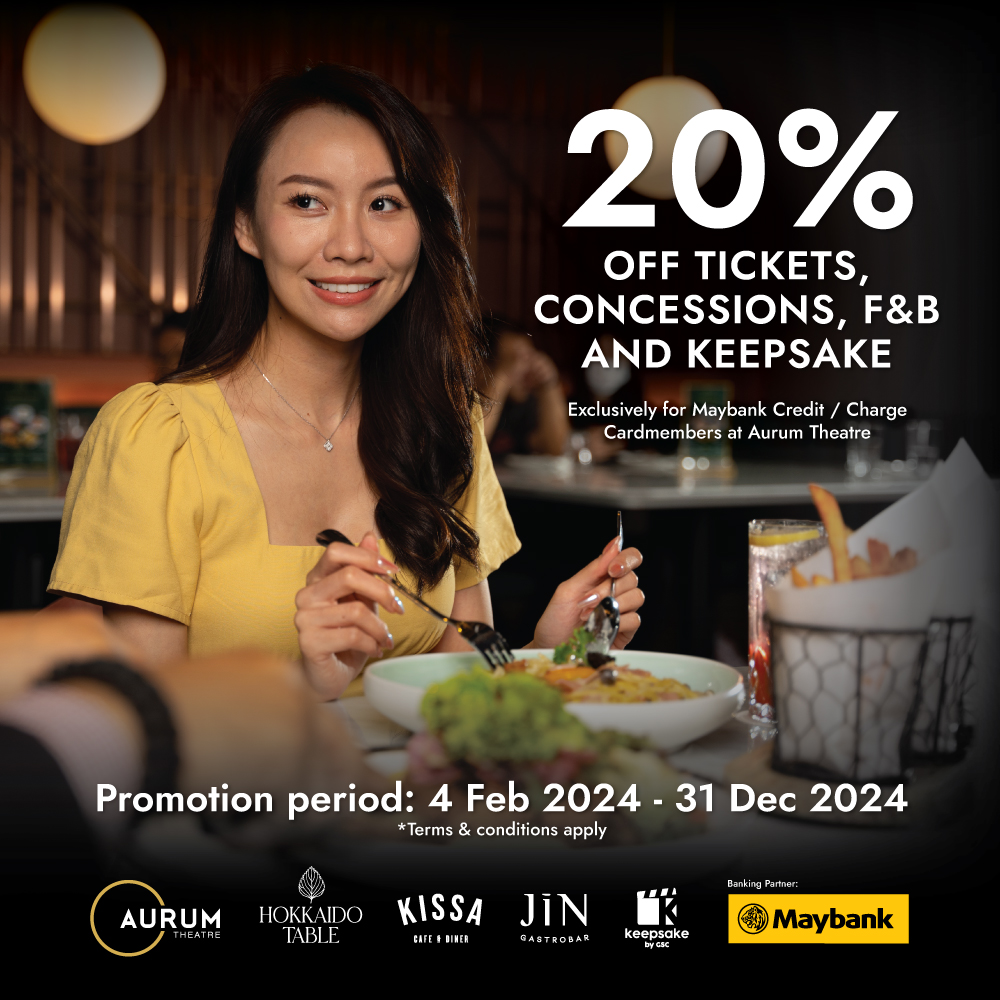 20%
OFF TICKETS,
CONCESSIONS, F&B
AND KEEPSAKE
Exclusively for Maybank Credit / Charge
Cardmembers at Aurum Theatre
Promotion period: 4 Feb 2024 - 31 Dec 2024
*Terms & conditions apply
AURUM
THEATRE
HOKKAIDO
TABLE
KISSA
CAFE & DINER
JiN
GASTROBAR
keepsake
by GSC
Banking Partner:
Maybank